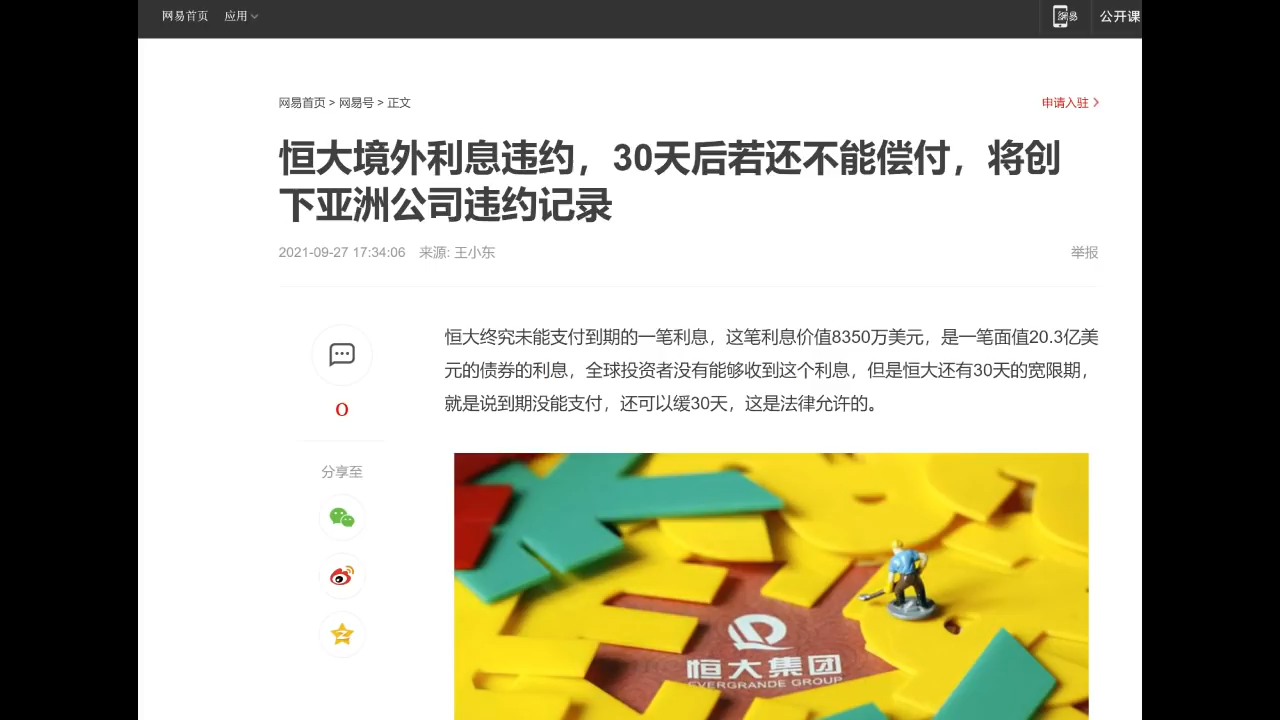 网易首页 应用
網易 公开课
网易首页 > 网易号 > 正文
申请入驻
恒大境外利息违约，30天后若还不能偿付，将创
下亚洲公司违约记录
2021-09-27 17:34:06 来源: 王小东
举报
恒大终究未能支付到期的一笔利息，这笔利息价值8350万美元，是一笔面值20.3亿美
元的债券的利息，全球投资者没有能够收到这个利息，但是恒大还有30天的宽限期，
就是说到期没能支付，还可以缓30天，这是法律允许的。
0
分享至
恒大集团
EVERGRANDE GROUP